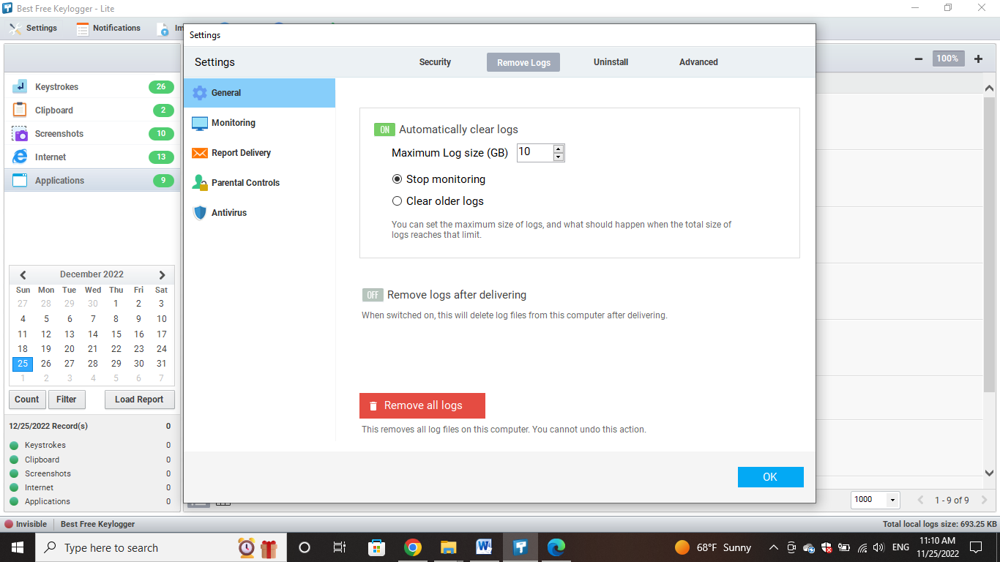 Best Free Keylogger - Lite
Settings
Notifications
Settings
Settings
Security
Remove Logs
Uninstall
Advanced
100%
Keystrokes 26
Clipboard 2
Screenshots 10
Internet 13
Applications 9
General
Monitoring
Report Delivery
Parental Controls
Antivirus
ON Automatically clear logs
Maximum Log size (GB) 10
Stop monitoring
Clear older logs
You can set the maximum size of logs, and what should happen when the total size of
logs reaches that limit.
OFF Remove logs after delivering
When switched on, this will delete log files from this computer after delivering.
Remove all logs
This removes all log files on this computer. You cannot undo this action.
OK
December 2022
Sun Mon Tue Wed Thu Fri Sat
27 28 29 30 1 2 3
4 5 6 7 8 9 10
11 12 13 14 15 16 17
18 19 20 21 22 23 24
25 26 27 28 29 30 31
1 2 3 4 5 6 7
Count Filter Load Report
12/25/2022 Record(s) 0
Keystrokes 0
Clipboard 0
Screenshots 0
Internet 0
Applications 0
1000 1 - 9 of 9
Invisible Best Free Keylogger Total local logs size: 693.25 KB
Type here to search
68°F Sunny
ENG
11:10 AM
11/25/2022